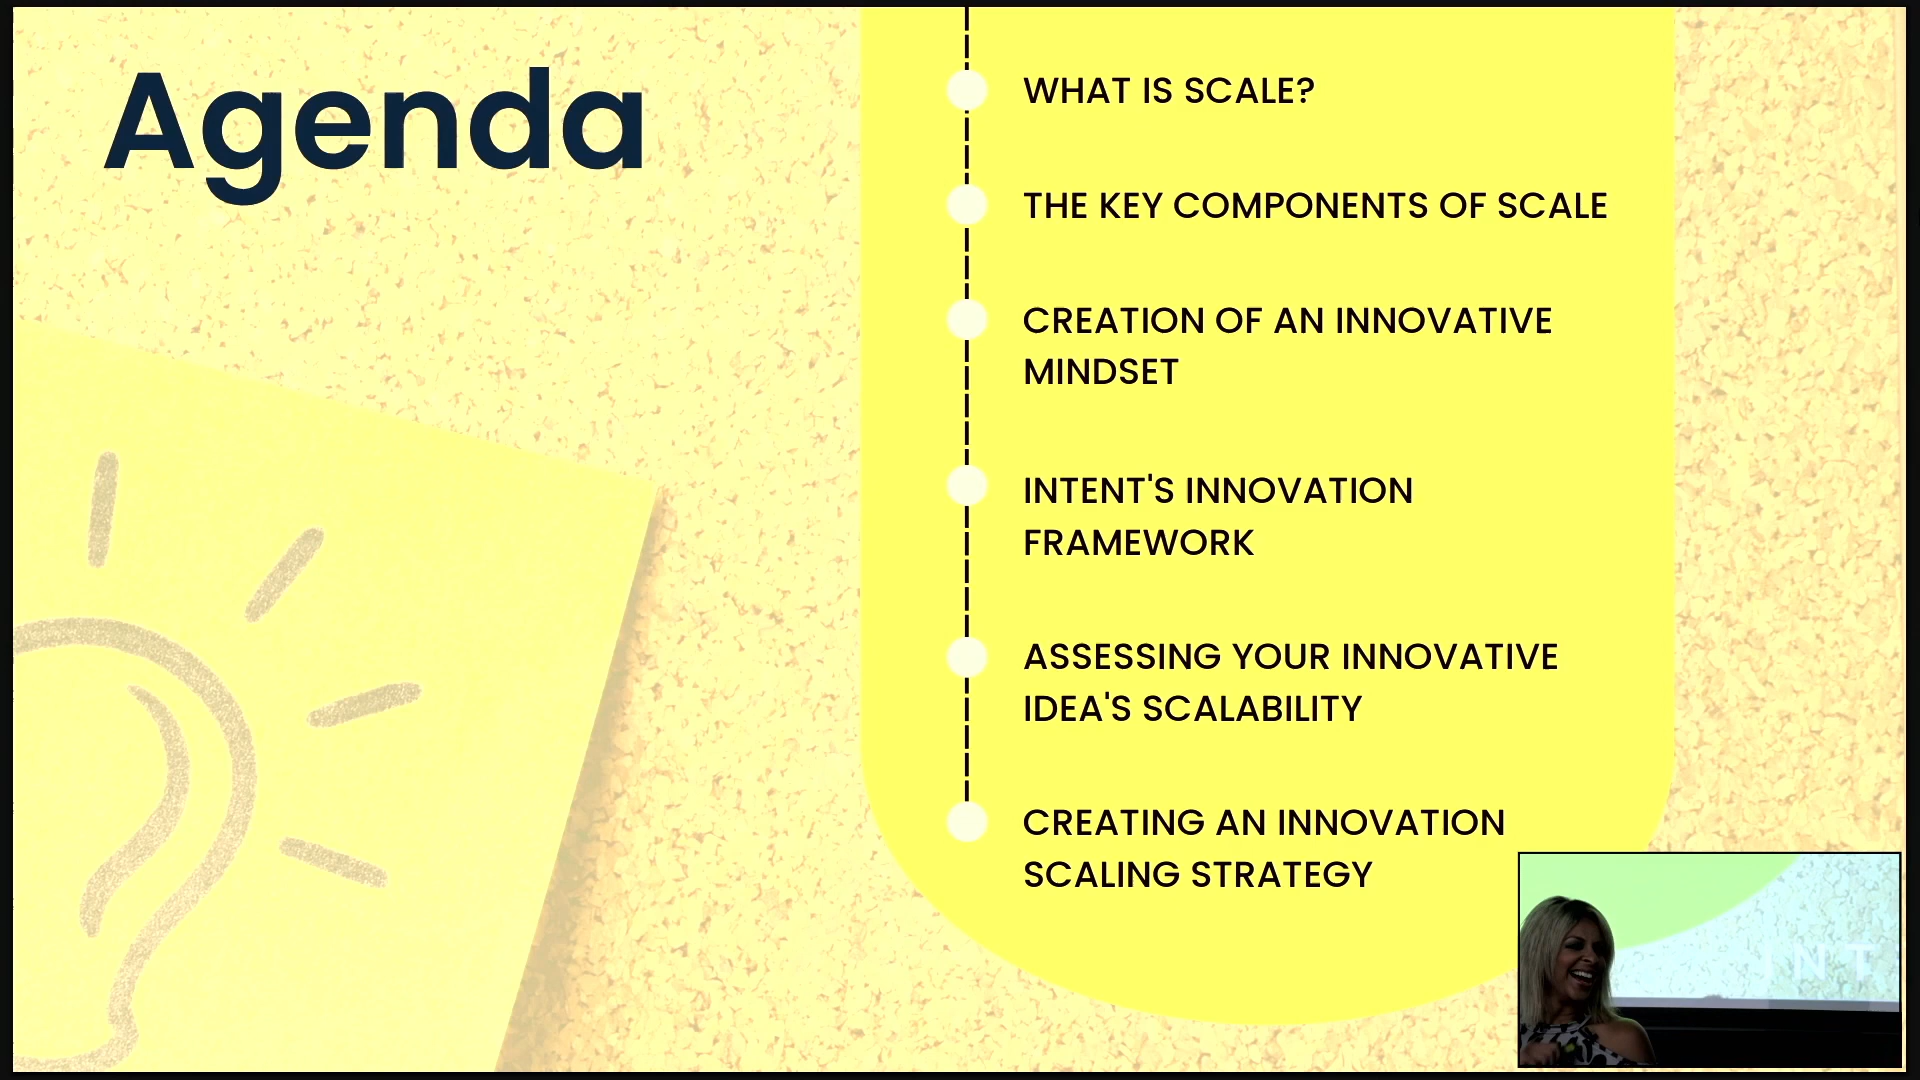 Agenda
WHAT IS SCALE?
THE KEY COMPONENTS OF SCALE
CREATION OF AN INNOVATIVE
MINDSET
INTENT'S INNOVATION
FRAMEWORK
ASSESSING YOUR INNOVATIVE
IDEA'S SCALABILITY
CREATING AN INNOVATION
SCALING STRATEGY